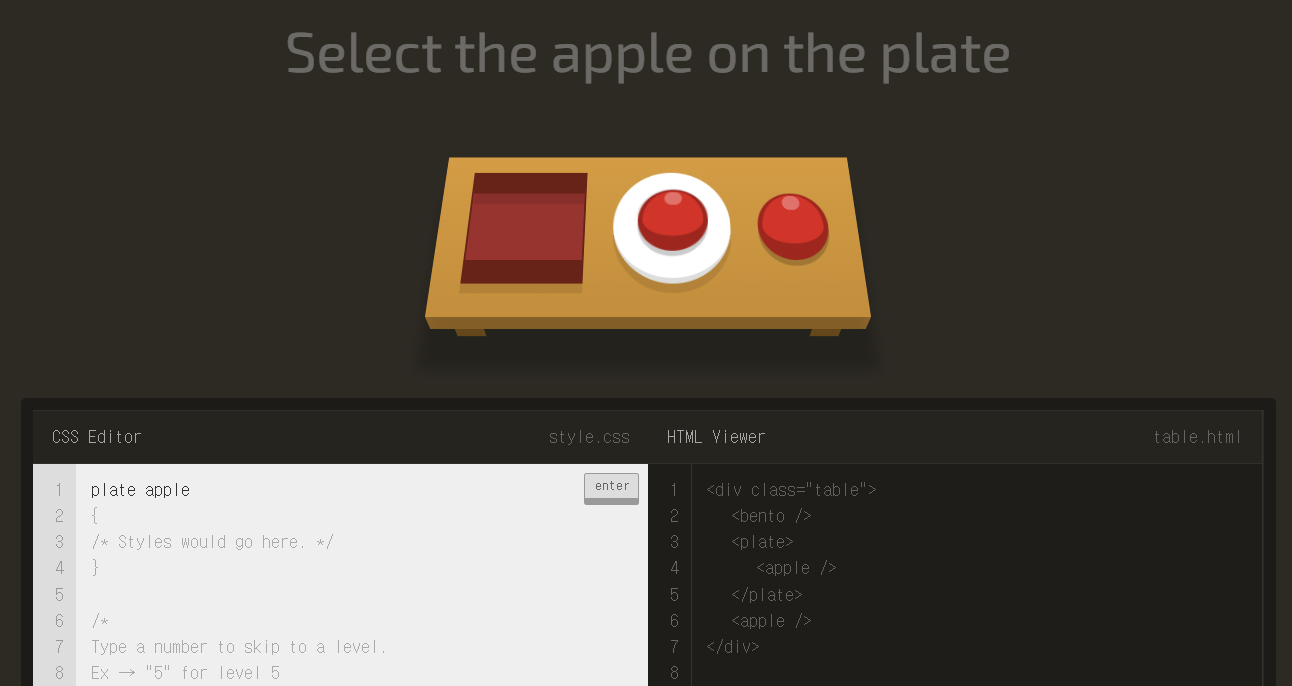 Select the apple on the plate
CSS Editor style.css
HTML Viewer table.html
enter
1 plate apple
2 {
3 /* Styles would go here. */
4 }
5
6 /*
7 Type a number to skip to a level.
8 Ex → "5" for level 5
1 <div class="table">
2 <bento />
3 <plate>
4 <apple />
5 </plate>
6 <apple />
7 </div>
8